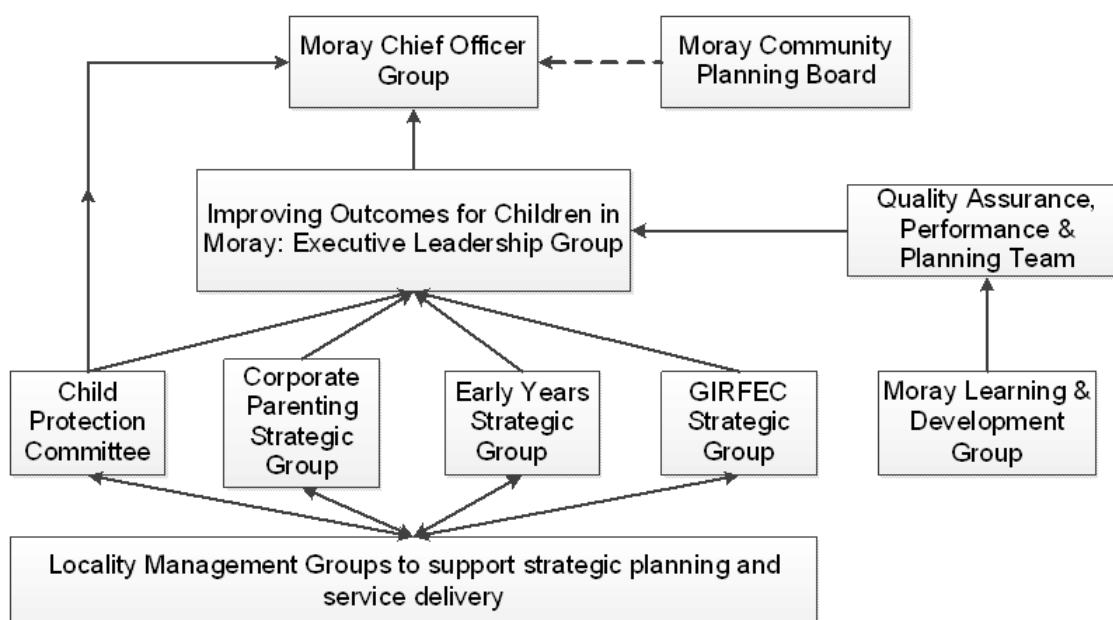 Moray Chief Officer
Group
Moray Community
Planning Board
Improving Outcomes for Children in
Moray: Executive Leadership Group
Quality Assurance,
Performance &
Planning Team
Child
Protection
Committee
Corporate
Parenting
Strategic
Group
Early Years
Strategic
Group
GIRFEC
Strategic
Group
Moray Learning &
Development
Group
Locality Management Groups to support strategic planning and
service delivery